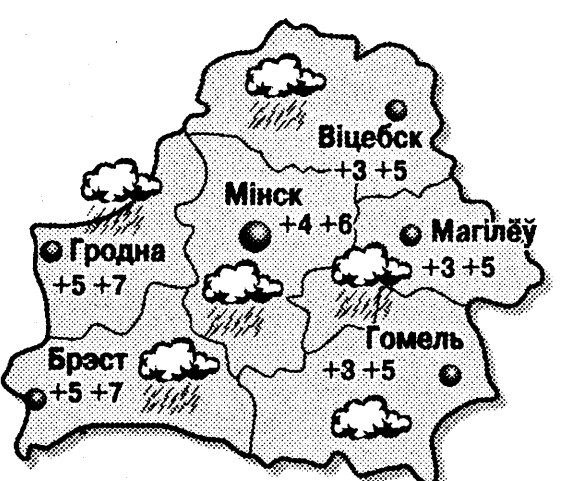 Віцебск
+3 +5
Мінск
+4 +6
Магілёў
+3 +5
Гродна
+5 +7
Гомель
+3 +5
Брэст
+5 +7